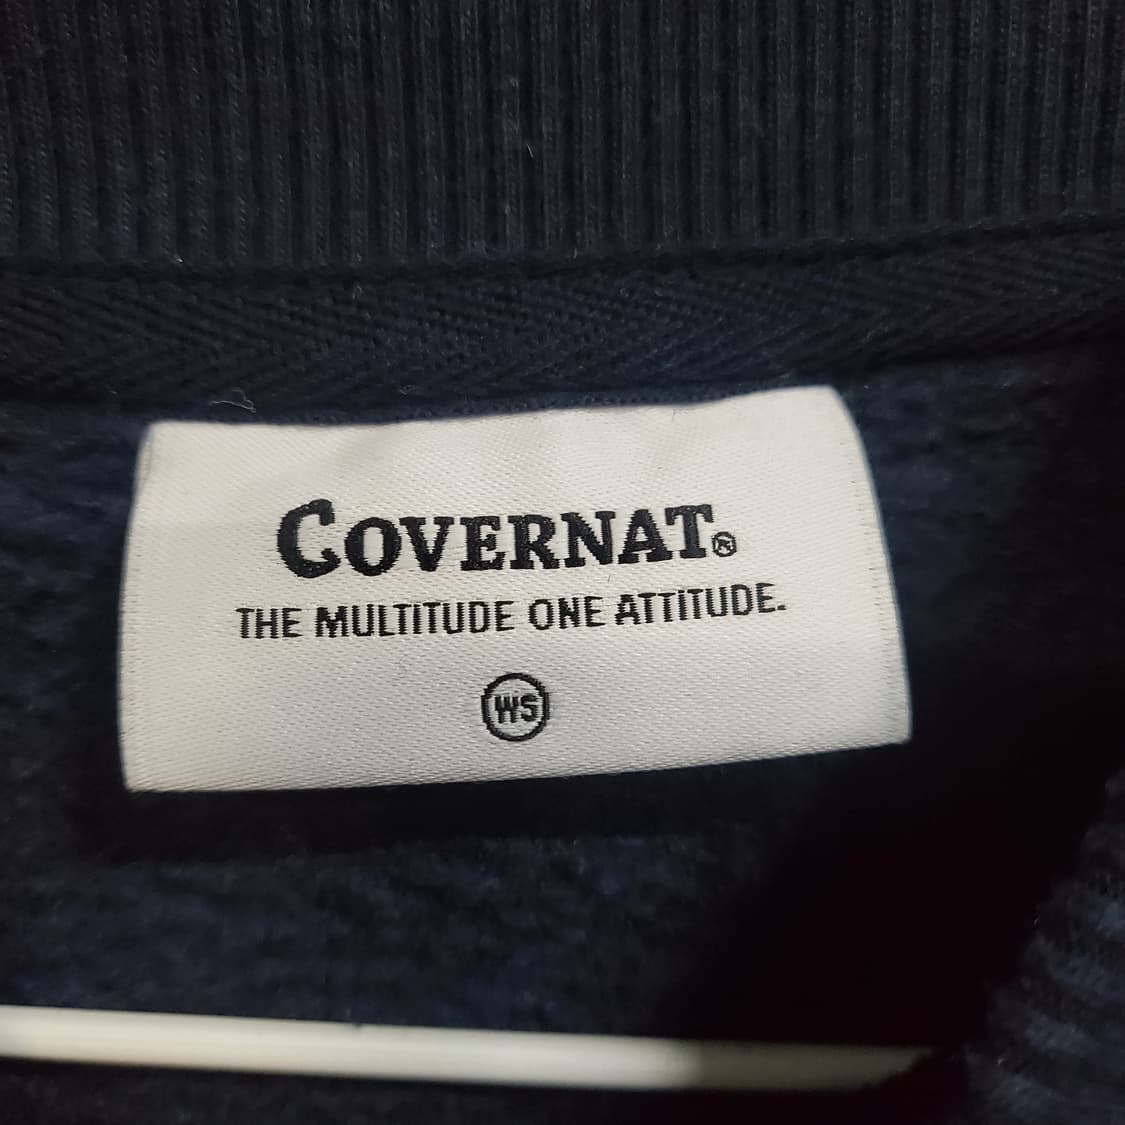 COVERNAT®
THE MULTITUDE ONE ATTITUDE.
WS